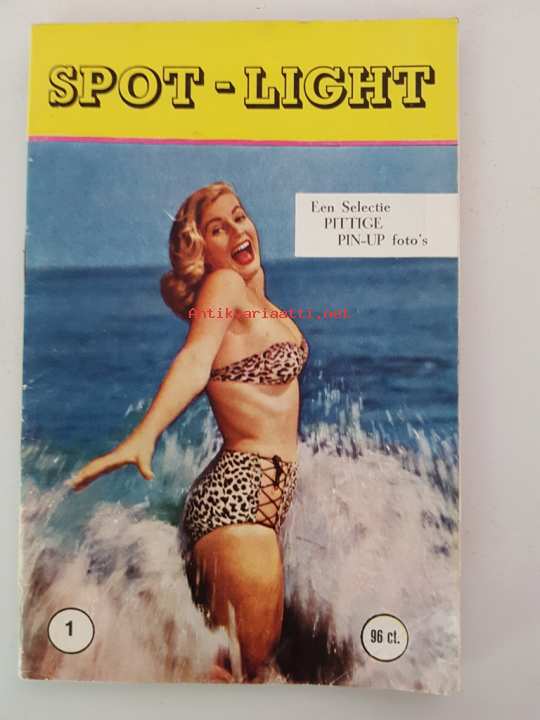 SPOT - LIGHT
Een Selectie
PITTIGE
PIN-UP foto's
antikvariaatti.net
1
96 ct.